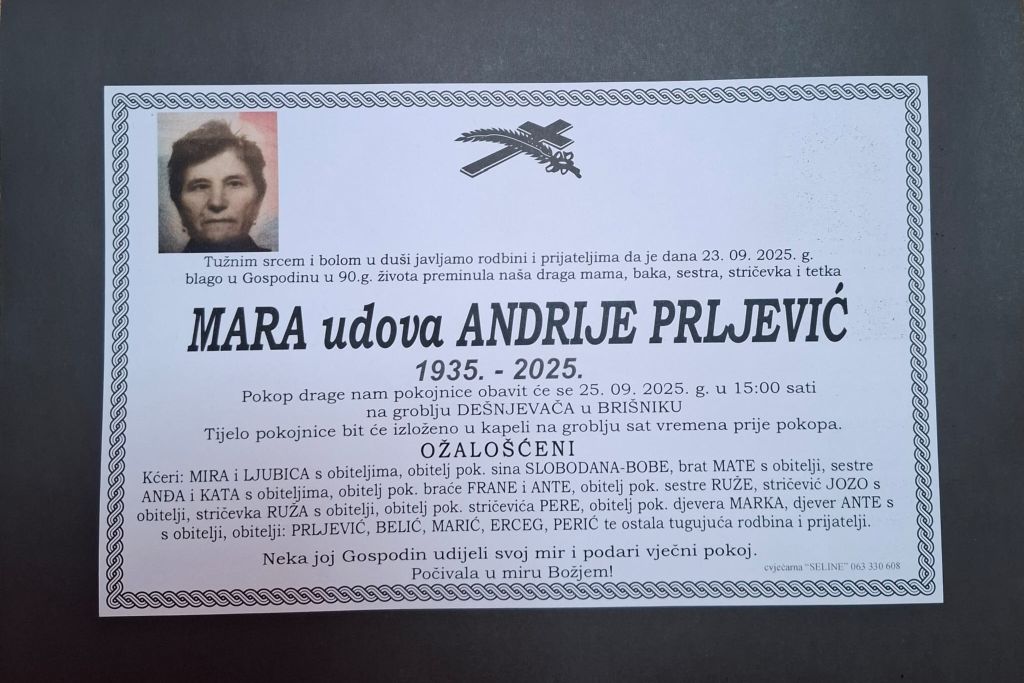 Tužnim srcem i bolom u duši javljamo rodbini i prijateljima da je dana 23. 09. 2025. g.
blago u Gospodinu u 90.g. života preminula naša draga mama, baka, sestra, stričevka i tetka
MARA udova ANDRIJE PRLJEVIĆ
1935. - 2025.
Pokop drage nam pokojnice obavit će se 25. 09. 2025. g. u 15:00 sati
na groblju DEŠNJEVAČA u BRIŠNIKU
Tijelo pokojnice bit će izloženo u kapeli na groblju sat vremena prije pokopa.
OŽALOŠĆENI
Kćeri: MIRA i LJUBICA s obiteljima, obitelj pok. sina SLOBODANA-BOBE, brat MATE s obitelji, sestre
ANĐA i KATA s obiteljima, obitelj pok. braće FRANE i ANTE, obitelj pok. sestre RUŽE, stričević JOZO s
obitelji, stričevka RUŽA s obitelji, obitelj pok. stričevića PERE, obitelj pok. djevera MARKA, djever ANTE s
s obitelji, obitelji: PRLJEVIĆ, BELIĆ, MARIĆ, ERCEG, PERIĆ te ostala tugujuća rodbina i prijatelji.
Neka joj Gospodin udijeli svoj mir i podari vječni pokoj.
Počivala u miru Božjem!
cvjećarna "SELINE" 063 330 608